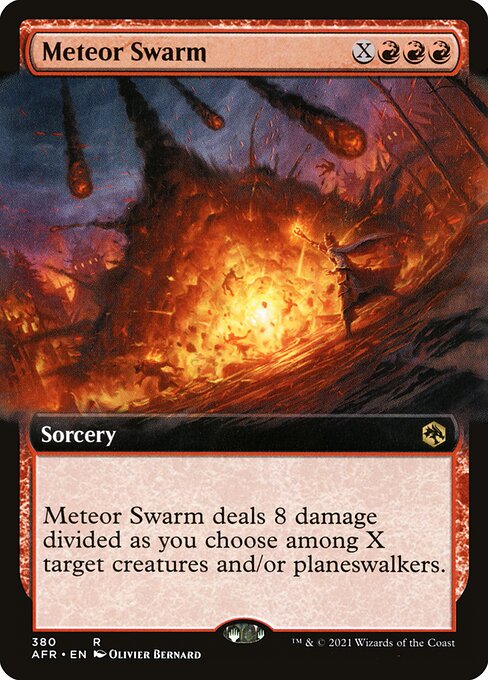 Meteor Swarm X
Sorcery
Meteor Swarm deals 8 damage
divided as you choose among X
target creatures and/or planeswalkers.
380 R
AFR • EN Olivier Bernard
™ & © 2021 Wizards of the Coast